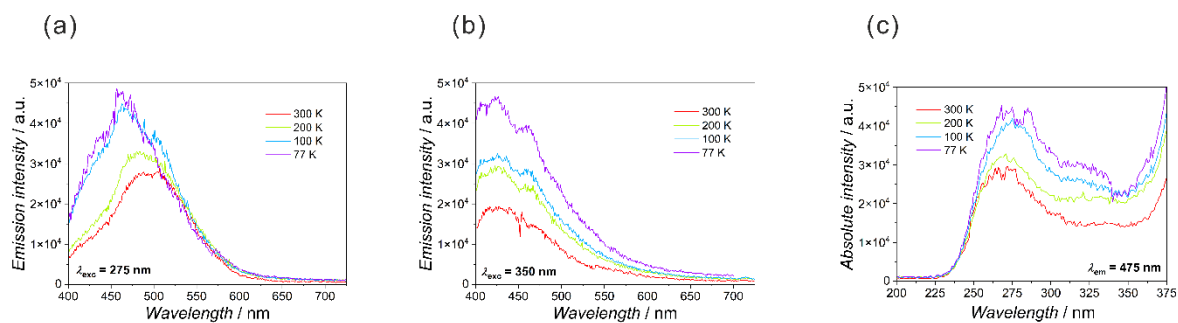 (a)
5×10⁴
4×10⁴
3×10⁴
2×10⁴
1×10⁴
0
Emission intensity / a.u.
300 K
200 K
100 K
77 K
λexc = 275 nm
400 450 500 550 600 650 700
Wavelength / nm
(b)
5×10⁴
4×10⁴
3×10⁴
2×10⁴
1×10⁴
0
Emission intensity / a.u.
300 K
200 K
100 K
77 K
λexc = 350 nm
400 450 500 550 600 650 700
Wavelength / nm
(c)
5×10⁴
4×10⁴
3×10⁴
2×10⁴
1×10⁴
0
Absolute intensity / a.u.
300 K
200 K
100 K
77 K
λem = 475 nm
200 225 250 275 300 325 350 375
Wavelength / nm